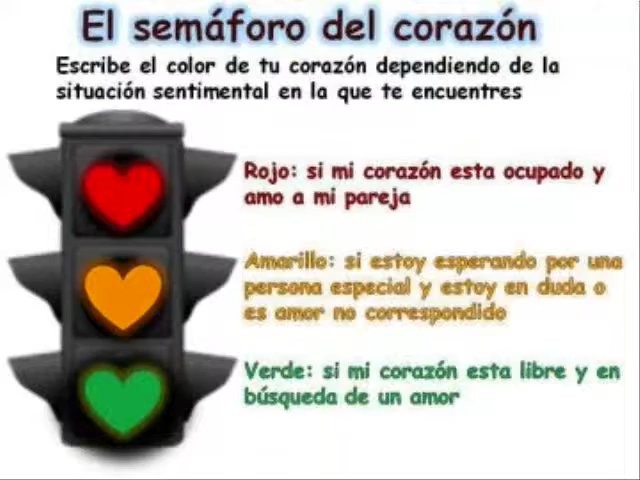 El semáforo del corazón
Escribe el color de tu corazón dependiendo de la
situación sentimental en la que te encuentres
Rojo: si mi corazón esta ocupado y
amo a mi pareja
Amarillo: si estoy esperando por una
persona especial y estoy en duda o
es amor no correspondido
Verde: si mi corazón esta libre y en
búsqueda de un amor